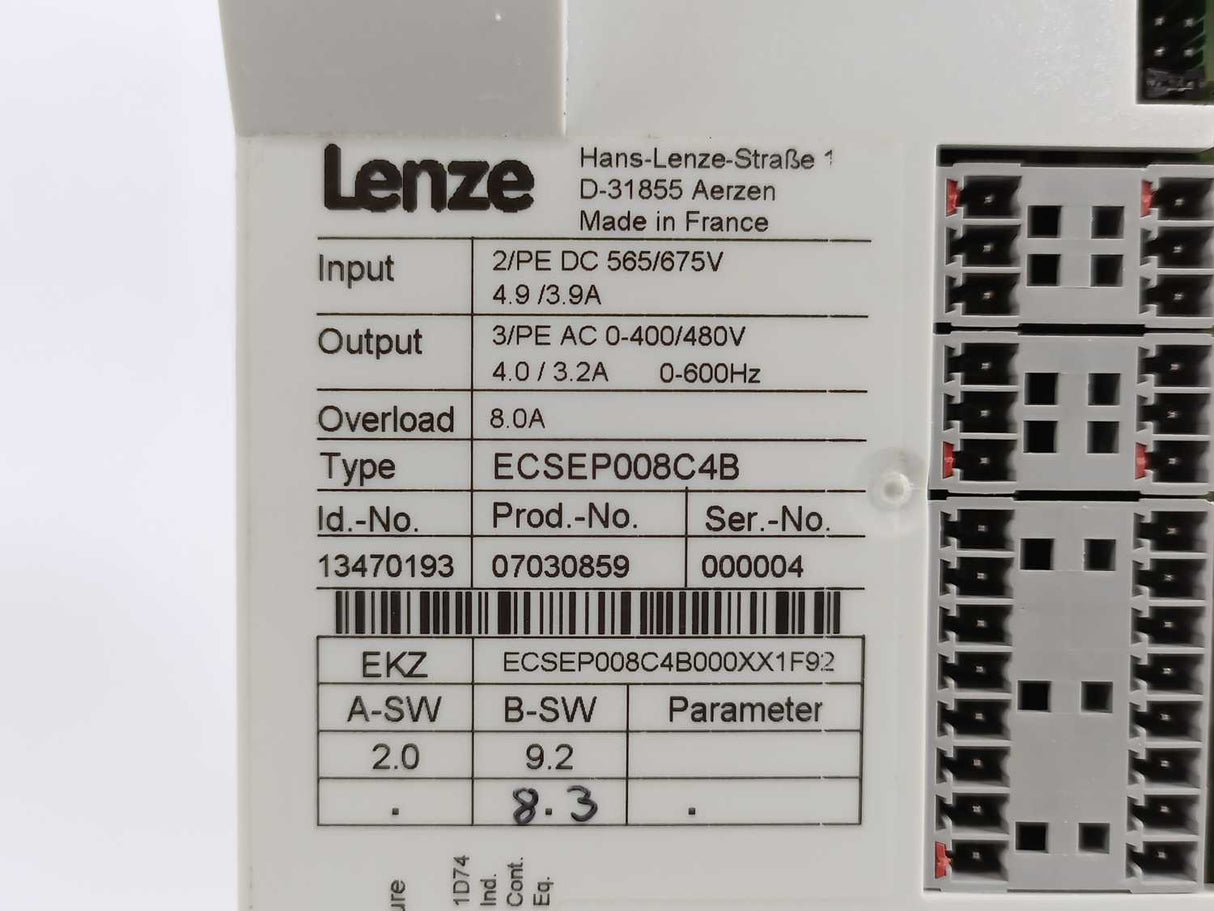 Lenze
Hans-Lenze-Straße 1
D-31855 Aerzen
Made in France
Input 2/PE DC 565/675V
4.9 /3.9A
Output 3/PE AC 0-400/480V
4.0 / 3.2A 0-600Hz
Overload 8.0A
Type ECSEP008C4B
Id.-No. Prod.-No. Ser.-No.
13470193 07030859 000004
EKZ ECSEP008C4B000XX1F92
A-SW B-SW Parameter
2.0 9.2
. 8.3 .
1D74
Ind.
Cont.
Eq.